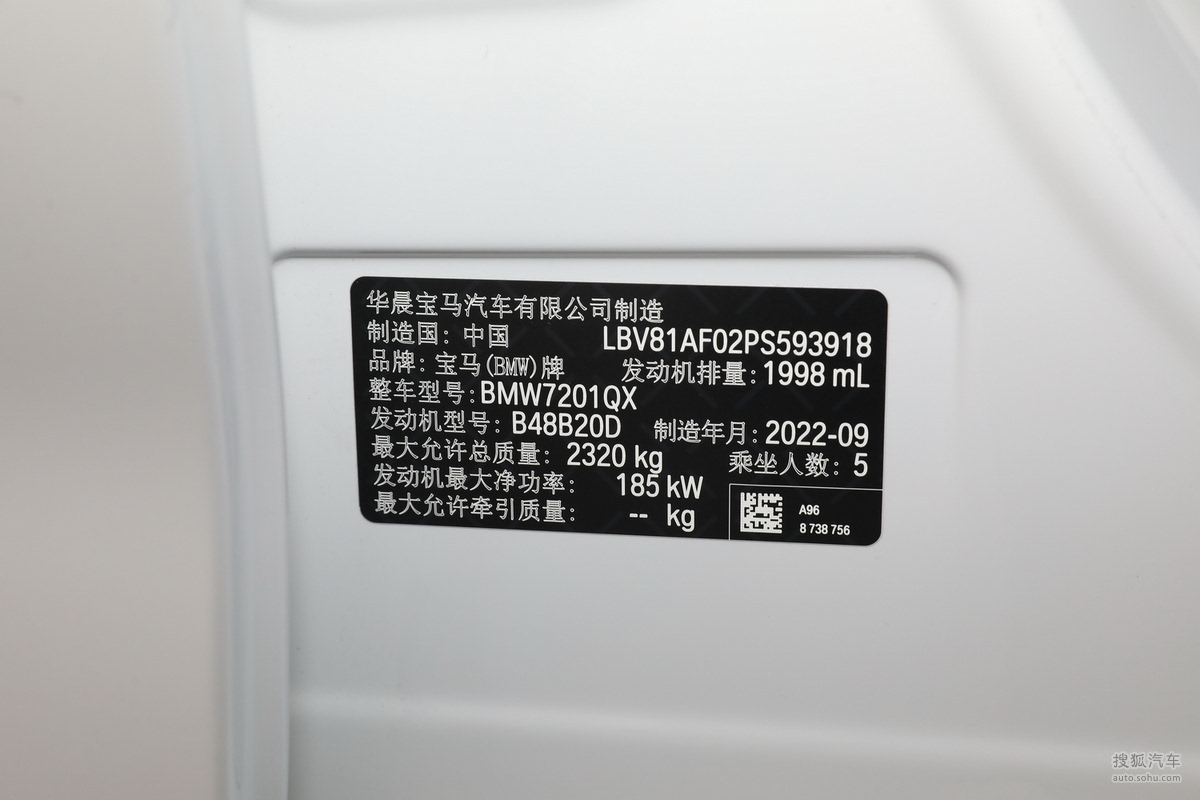 华晨宝马汽车有限公司制造
制造国：中国 LBV81AF02PS593918
品牌：宝马(BMW)牌 发动机排量：1998 mL
整车型号：BMW7201QX
发动机型号：B48B20D 制造年月：2022-09
最大允许总质量：2320 kg 乘坐人数：5
发动机最大净功率：185 kW
最大允许牵引质量：-- kg
A96
8 738 756
搜狐汽车
auto.sohu.com